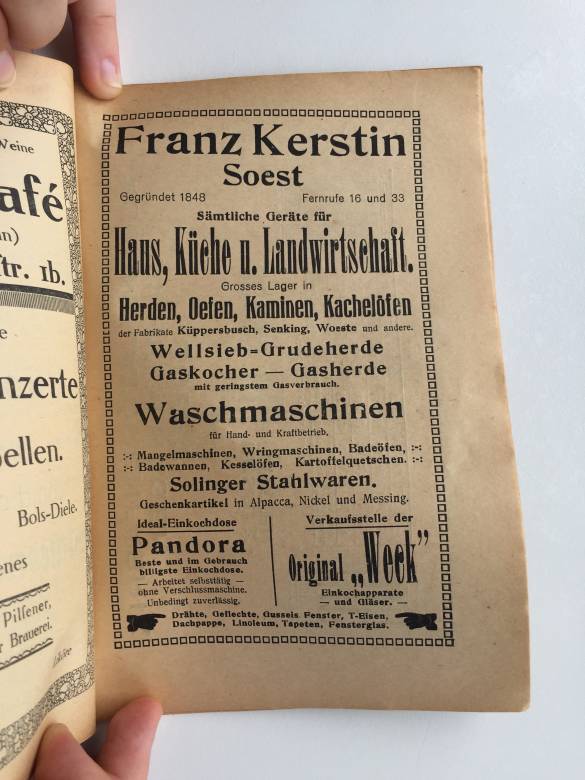 Weine
afé
n)
tr. 1b.
e
nzerte
ellen.
Bols-Diele.
enes
Pilsener,
r Brauerei.
Franz Kerstin
Soest
Gegründet 1848 Fernrufe 16 und 33
Sämtliche Geräte für
Haus, Küche u. Landwirtschaft.
Grosses Lager in
Herden, Oefen, Kaminen, Kachelöfen
der Fabrikate Küppersbusch, Senking, Woeste und andere.
Wellsieb=Grudeherde
Gaskocher — Gasherde
mit geringstem Gasverbrauch.
Waschmaschinen
für Hand- und Kraftbetrieb,
:-: Mangelmaschinen, Wringmaschinen, Badeöfen, :-:
:-: Badewannen, Kesselöfen, Kartoffelquetschen. :-:
Solinger Stahlwaren.
Geschenkartikel in Alpacca, Nickel und Messing.
Ideal-Einkochdose
Pandora
Beste und im Gebrauch
billigste Einkochdose.
— Arbeitet selbsttätig —
ohne Verschlussmaschine.
Unbedingt zuverlässig.
Verkaufsstelle der
Original „Week”
Einkochapparate
— und Gläser. —
Drähte, Geflechte, Gusseis Fenster, T-Eisen,
Dachpappe, Linoleum, Tapeten, Fensterglas.